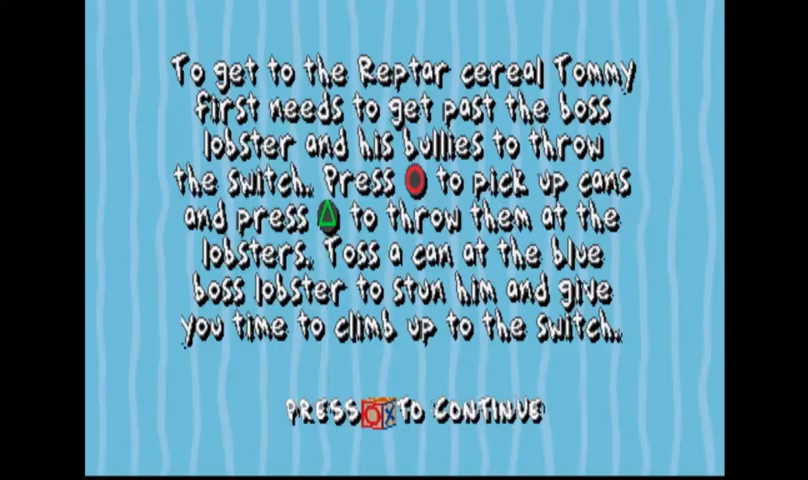 To get to the Reptar cereal Tommy
first needs to get past the boss
lobster and his bullies to throw
the switch. Press O to pick up cans
and press △ to throw them at the
lobsters. Toss a can at the blue
boss lobster to stun him and give
you time to climb up to the switch.
PRESS O X TO CONTINUE